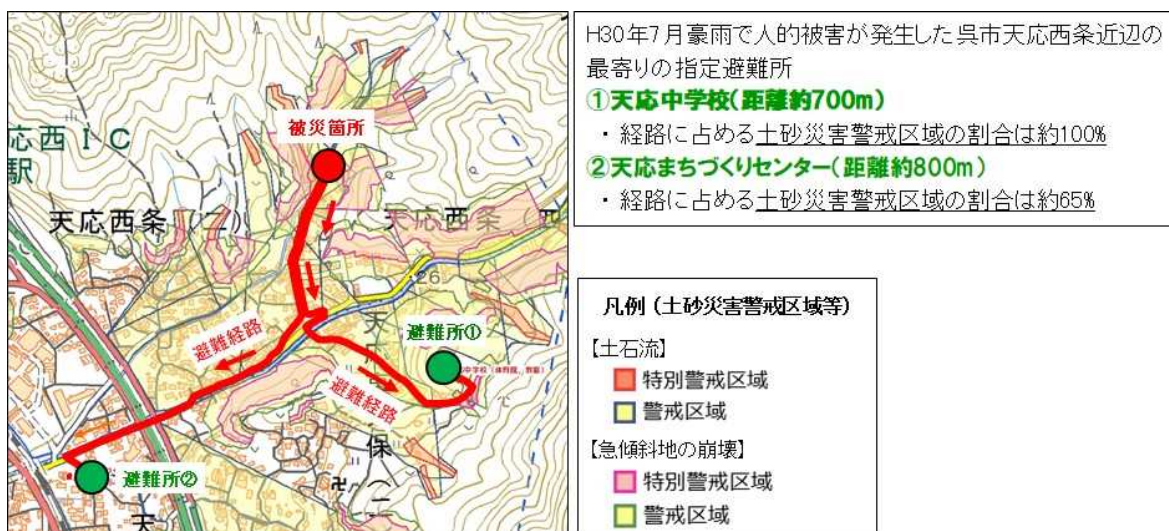 応西ＩＣ
駅
被災箇所
天応西条（二）
天応西条（四
26
避難所①
避難経路
避難経路
避難所②
保（二
天
H30年7月豪雨で人的被害が発生した呉市天応西条近辺の
最寄りの指定避難所
①天応中学校（距離約700m）
・経路に占める土砂災害警戒区域の割合は約100%
②天応まちづくりセンター（距離約800m）
・経路に占める土砂災害警戒区域の割合は約65%
凡例（土砂災害警戒区域等）
【土石流】
特別警戒区域
警戒区域
【急傾斜地の崩壊】
特別警戒区域
警戒区域